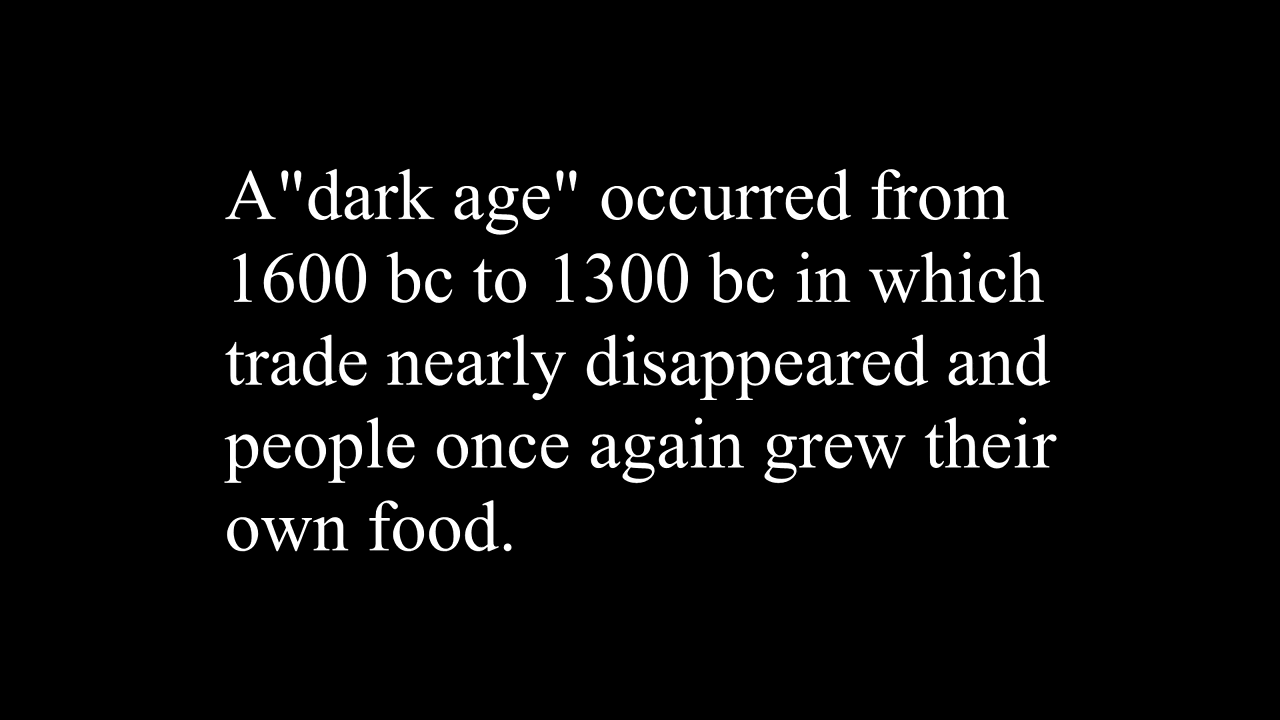 A"dark age" occurred from
1600 bc to 1300 bc in which
trade nearly disappeared and
people once again grew their
own food.